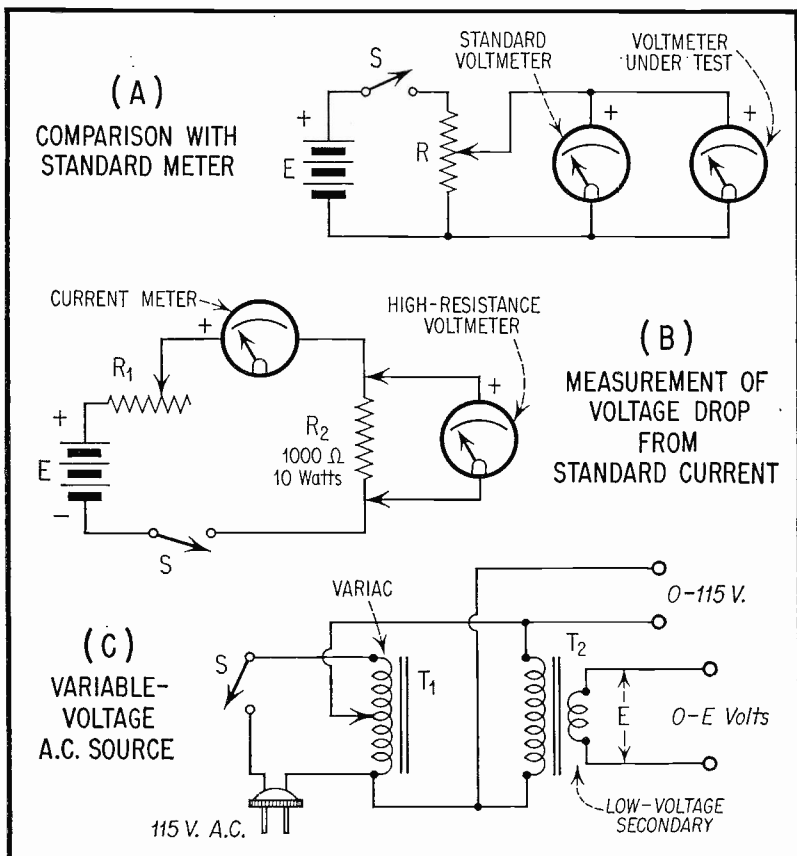 (A)
COMPARISON WITH
STANDARD METER
S
STANDARD
VOLTMETER
VOLTMETER
UNDER TEST
+
E
R
+
+
CURRENT METER
+
R1
+
E
-
S
R2
1000 Ω
10 Watts
HIGH-RESISTANCE
VOLTMETER
+
(B)
MEASUREMENT OF
VOLTAGE DROP
FROM
STANDARD CURRENT
(C)
VARIABLE-
VOLTAGE
A.C. SOURCE
S
115 V. A.C.
VARIAC
T1
T2
0-115 V.
E
0-E Volts
LOW-VOLTAGE
SECONDARY